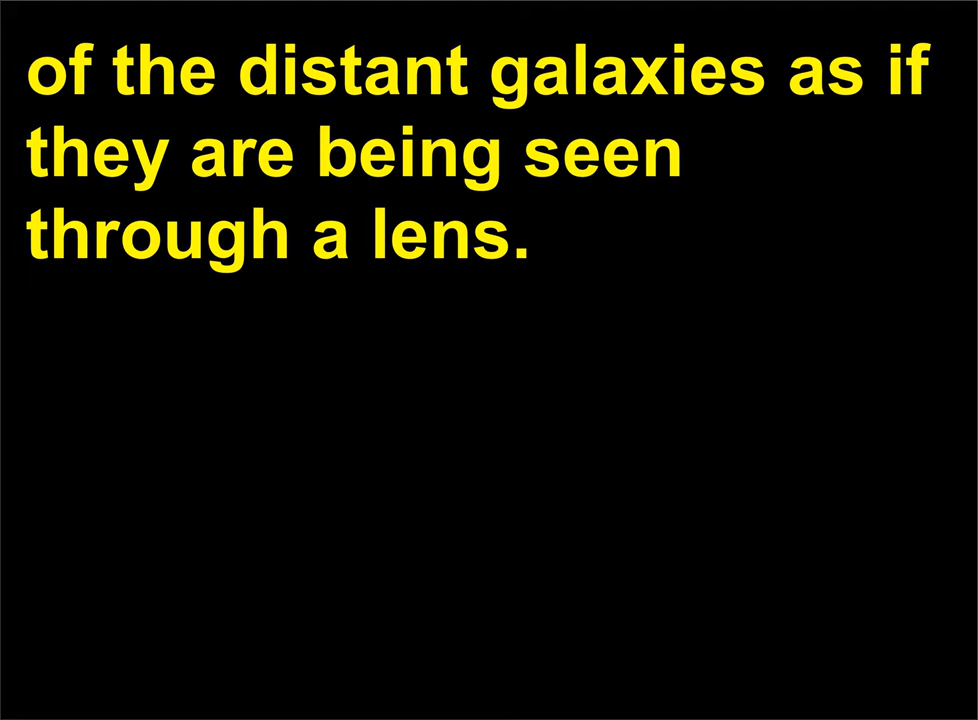 of the distant galaxies as if
they are being seen
through a lens.